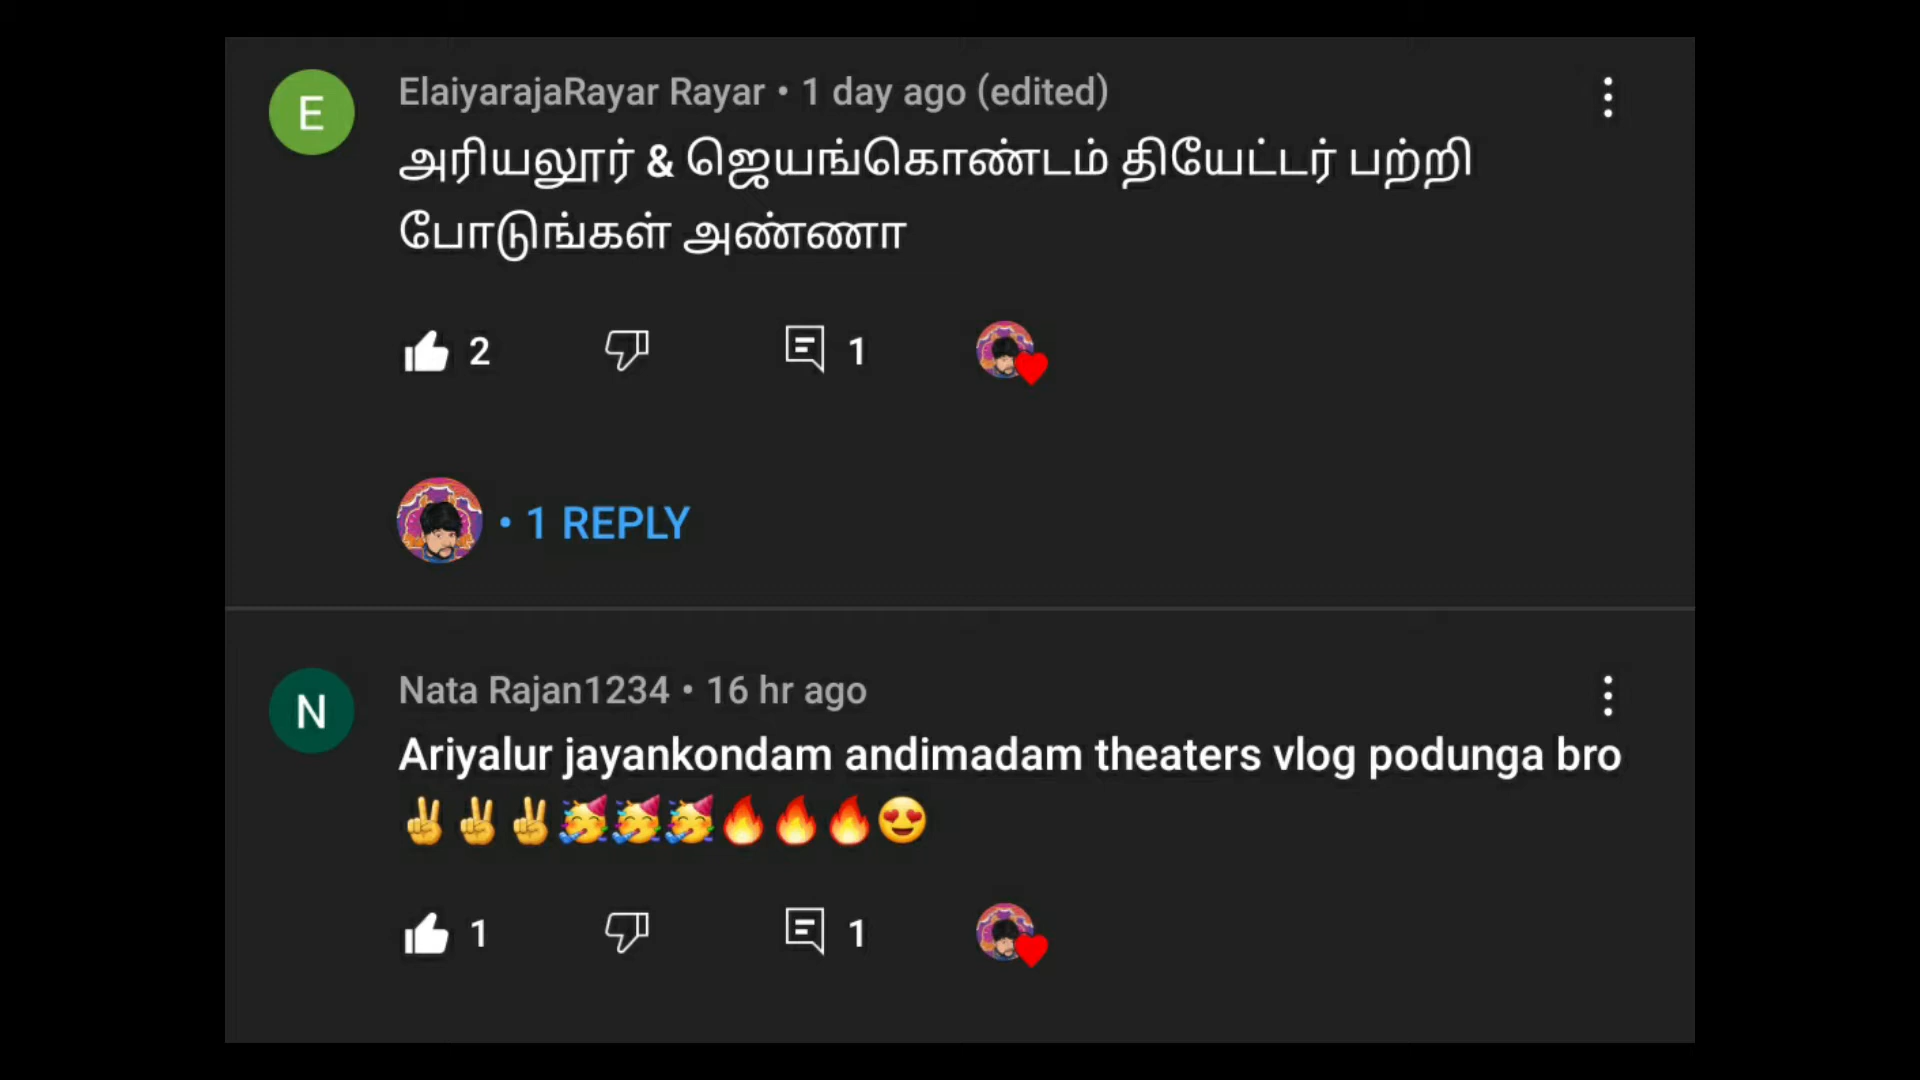 E
ElaiyarajaRayar Rayar • 1 day ago (edited)
அரியலூர் & ஜெயங்கொண்டம் தியேட்டர் பற்றி
போடுங்கள் அண்ணா
2 1
• 1 REPLY
N
Nata Rajan1234 • 16 hr ago
Ariyalur jayankondam andimadam theaters vlog podunga bro
✌✌✌🥳🥳🥳🔥🔥🔥😍
1 1